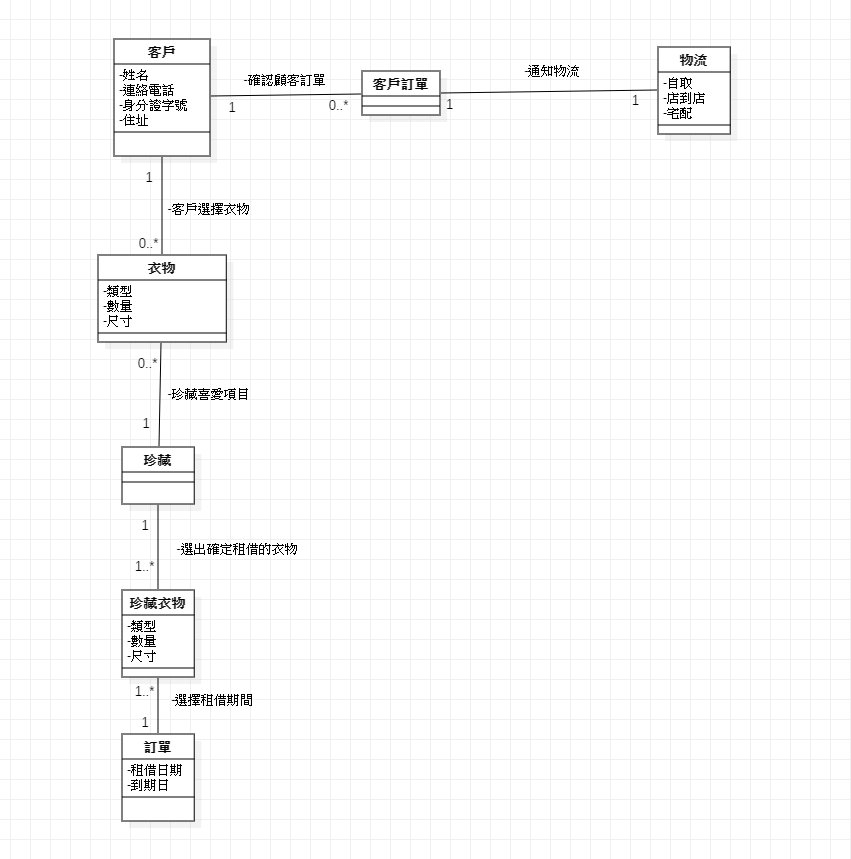 客戶
-姓名
-連絡電話
-身分證字號
-住址
-確認顧客訂單
1
0..*
客戶訂單
-通知物流
1
1
物流
-自取
-店到店
-宅配
1
-客戶選擇衣物
0..*
衣物
-類型
-數量
-尺寸
0..*
-珍藏喜愛項目
1
珍藏
1
-選出確定租借的衣物
1..*
珍藏衣物
-類型
-數量
-尺寸
1..*
-選擇租借期間
1
訂單
-租借日期
-到期日